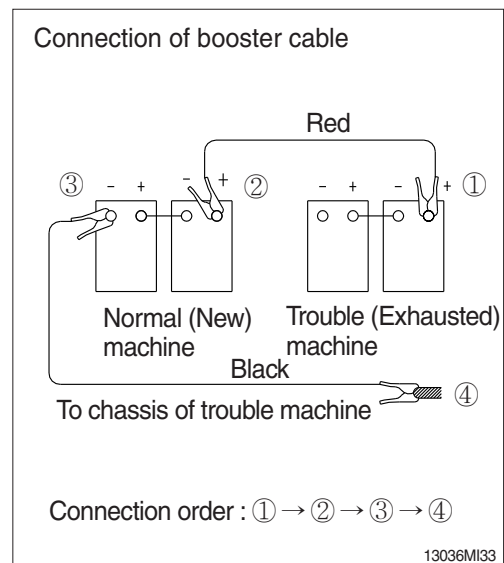 Connection of booster cable
Red
③ - + - + ② - + - + ①
Normal (New)
machine
Trouble (Exhausted)
machine
Black
④
To chassis of trouble machine
Connection order : ① → ② → ③ → ④
13036MI33